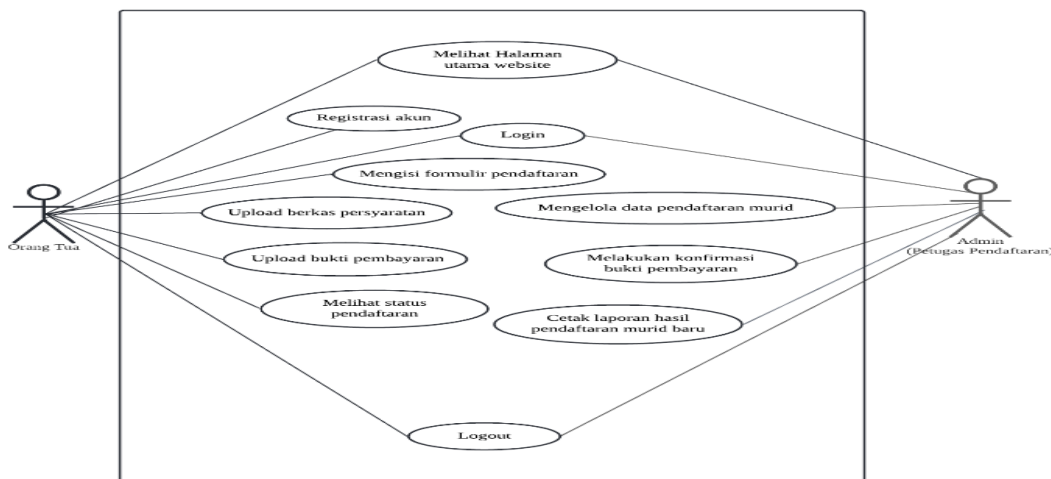 Melihat Halaman
utama website
Registrasi akun
Login
Mengisi formulir pendaftaran
Upload berkas persyaratan
Mengelola data pendaftaran murid
Orang Tua
Admin
(Petugas Pendaftaran)
Upload bukti pembayaran
Melakukan konfirmasi
bukti pembayaran
Melihat status
pendaftaran
Cetak laporan hasil
pendaftaran murid baru
Logout